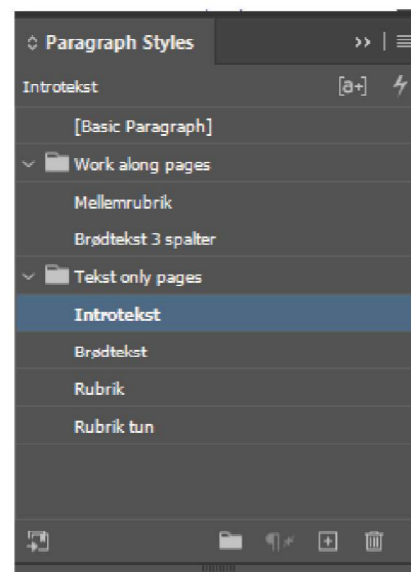 Paragraph Styles
Introtekst [a+]
[Basic Paragraph]
Work along pages
Mellemrubrik
Brødtekst 3 spalter
Tekst only pages
Introtekst
Brødtekst
Rubrik
Rubrik tun